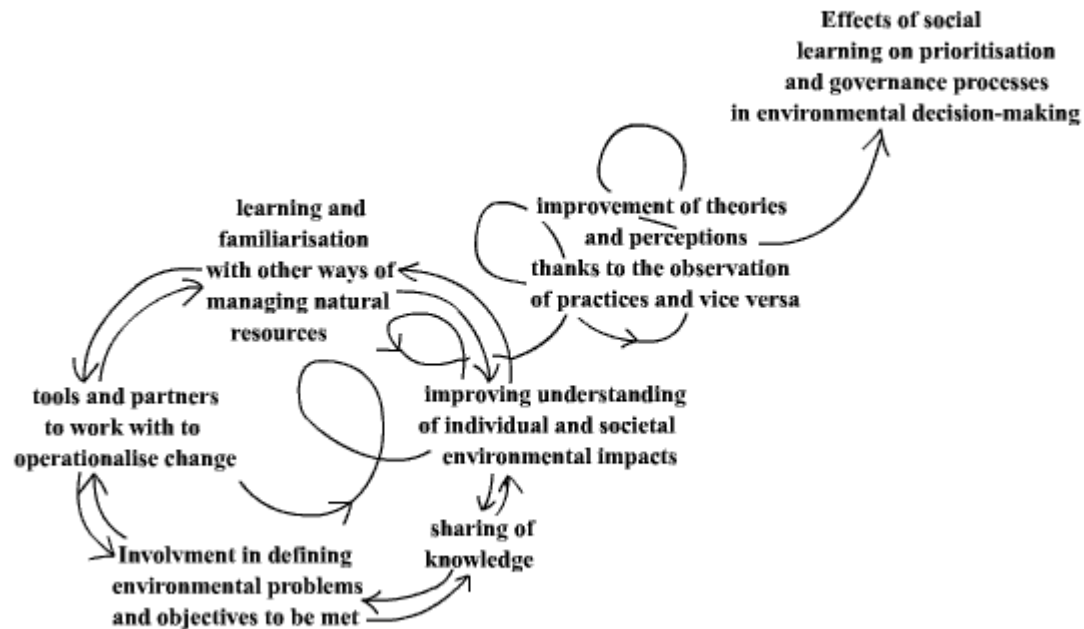 Effects of social
learning on prioritisation
and governance processes
in environmental decision-making
improvement of theories
and perceptions
thanks to the observation
of practices and vice versa
learning and
familiarisation
with other ways of
managing natural
resources
tools and partners
to work with to
operationalise change
improving understanding
of individual and societal
environmental impacts
sharing of
knowledge
Involvment in defining
environmental problems
and objectives to be met